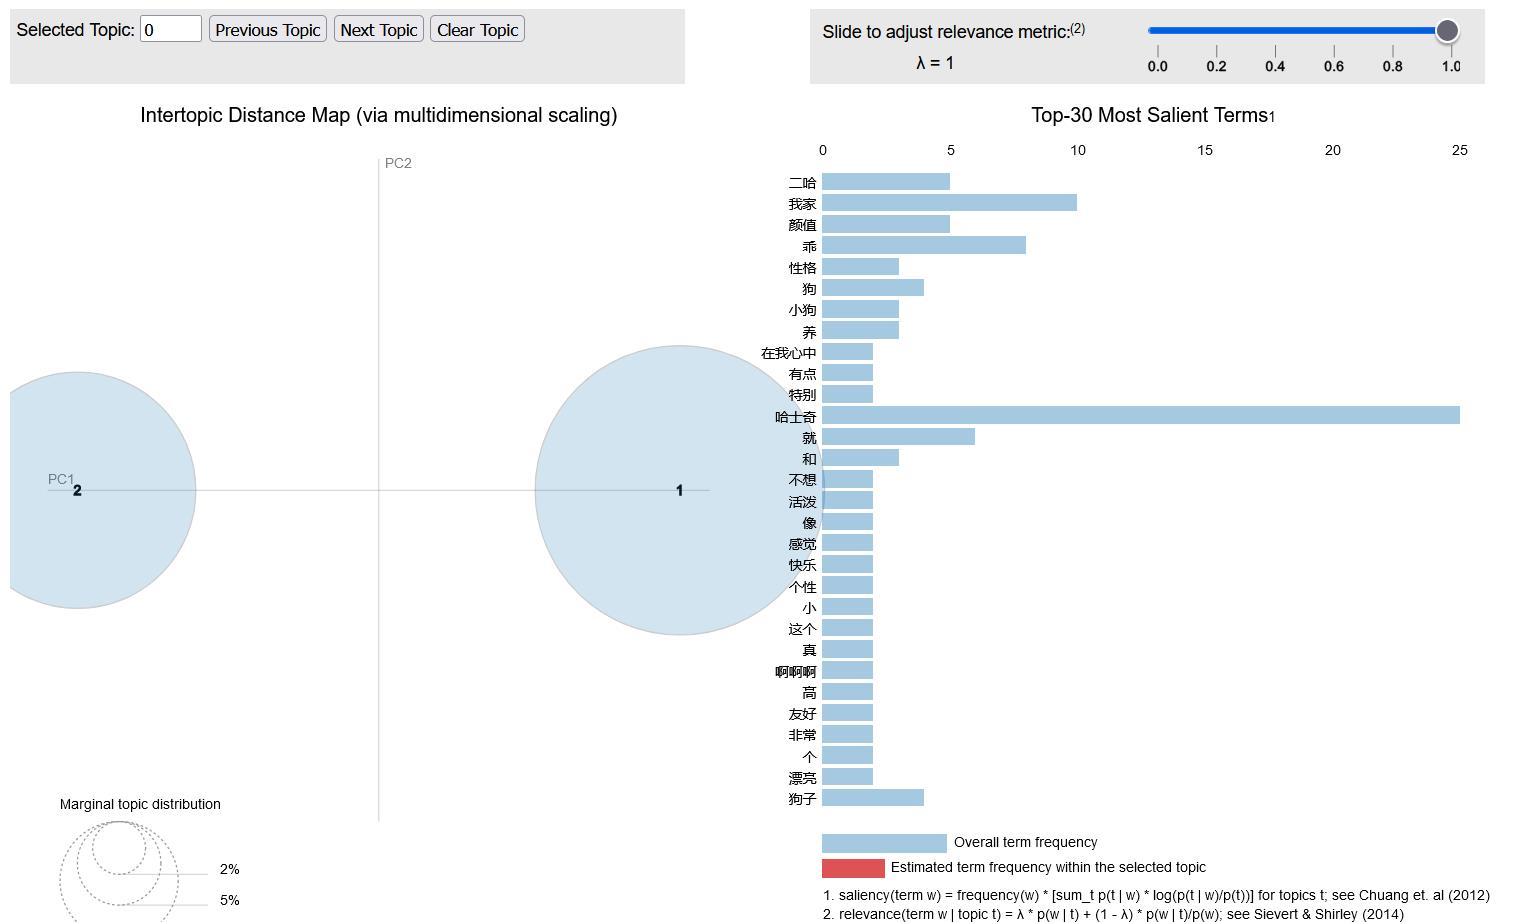 Selected Topic: 0 Previous Topic Next Topic Clear Topic
Slide to adjust relevance metric:(2)
λ = 1
0.0 0.2 0.4 0.6 0.8 1.0
Intertopic Distance Map (via multidimensional scaling)
PC2
PC1
2
1
Marginal topic distribution
2%
5%
Top-30 Most Salient Terms1
0 5 10 15 20 25
二哈
我家
颜值
乖
性格
狗
小狗
养
在我心中
有点
特别
哈士奇
就
和
不想
活泼
像
感觉
快乐
个性
小
这个
真
啊啊啊
高
友好
非常
个
漂亮
狗子
Overall term frequency
Estimated term frequency within the selected topic
1. saliency(term w) = frequency(w) * [sum_t p(t | w) * log(p(t | w)/p(t))] for topics t; see Chuang et. al (2012)
2. relevance(term w | topic t) = λ * p(w | t) + (1 - λ) * p(w | t)/p(w); see Sievert & Shirley (2014)